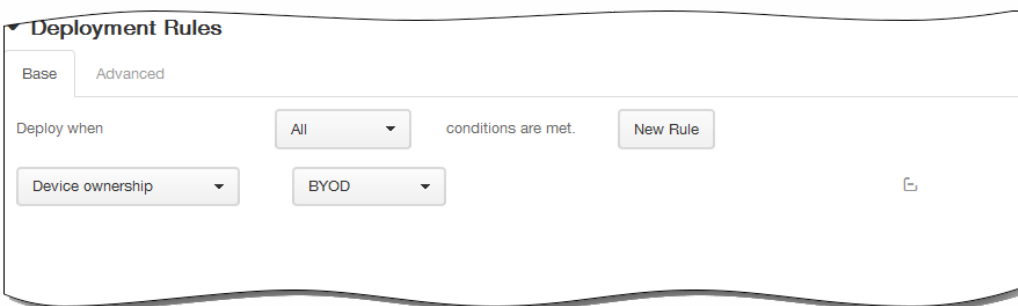 Deployment Rules
Base Advanced
Deploy when All conditions are met. New Rule
Device ownership BYOD